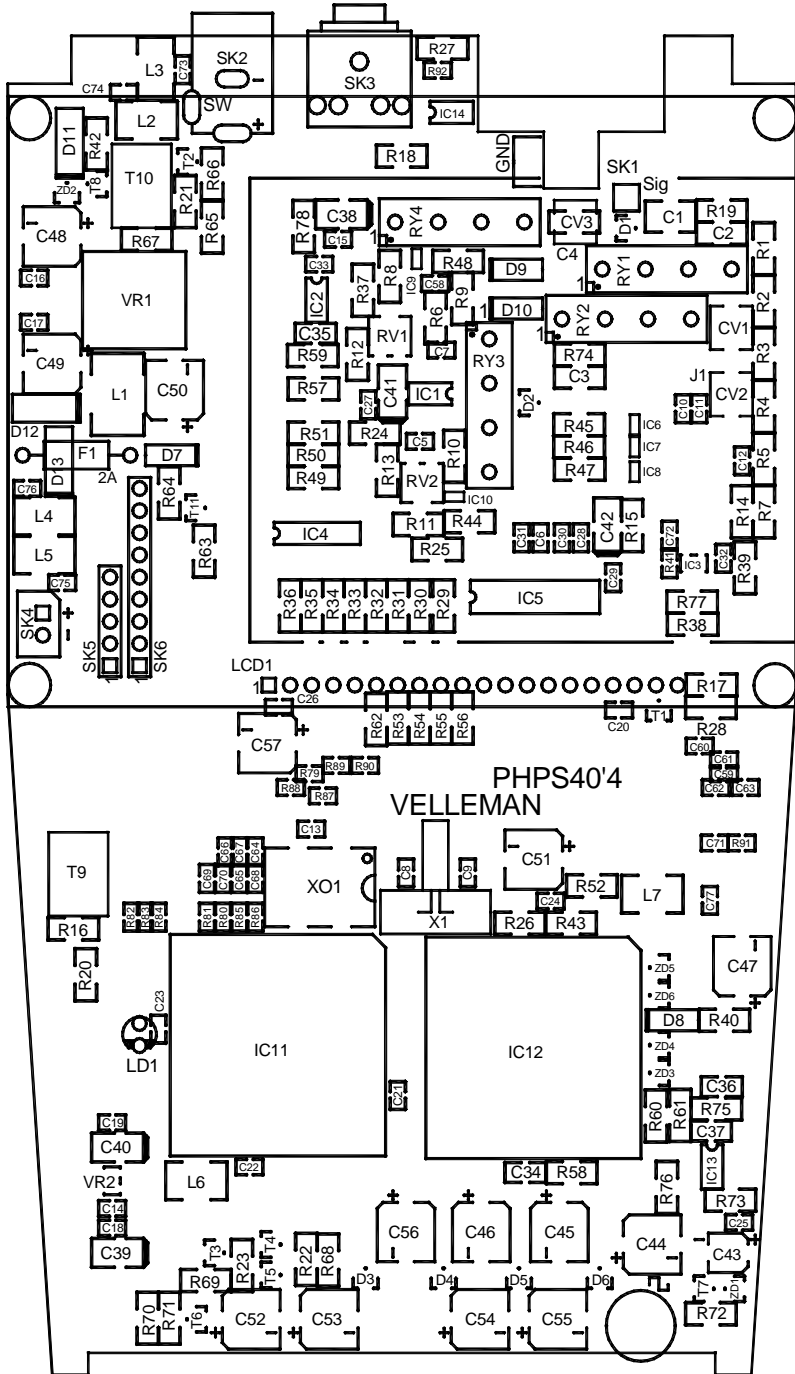 R27
SK2
L3
C73
R92
SK3
C74
SW
-
+
IC14
L2
D11
R42
R18
GND
T2
R66
SK1
T8
T10
ZD2
R21
Sig
C38
RY4
CV3
D1
C1
R19
R78
C2
C48
R65
C15
1
R1
R67
C4
C33
R8
IC9
R48
D9
RY1
C16
VR1
R37
C58
1
R2
IC2
R9
R6
D10
RY2
C17
RV1
CV1
C35
1
1
R12
R59
C7
RY3
R74
R3
C49
C3
J1
L1
C50
R57
C41
IC1
CV2
R4
C27
D2
C10
C11
D12
R51
R24
R45
IC6
C5
F1
R50
R46
IC7
R5
2A
D7
D13
R13
R10
C12
R49
R47
IC8
C76
R64
RV2
L4
IC10
T11
R14
R7
R11
R44
C42
R15
L5
R63
IC4
C31
C6
C30
C28
C72
R25
R41
IC3
C32
R39
C75
C29
SK4
+
-
R36
R35
R34
R33
R32
R31
R30
R29
IC5
R77
R38
SK5
SK6
1
1
LCD1
1
R17
C26
C20
T1
R28
C57
R62
R53
R54
R55
R56
C60
C61
R89
R90
R79
C59
R88
PHPS40'4
C62
C63
R87
VELLEMAN
C13
C66
C67
C64
C51
C71
R91
T9
C69
C70
C65
C68
XO1
C8
C9
R52
L7
C24
C77
R82
R83
R84
R81
R80
R85
R86
X1
R26
R43
R16
R20
C47
ZD5
ZD6
C23
D8
R40
LD1
IC11
IC12
ZD4
ZD3
C21
C36
R60
R61
R75
C19
C37
C40
IC13
C22
C34
R58
VR2
L6
R76
R73
C14
C18
C56
C46
C45
C25
C39
T3
T4
C44
C43
R23
R22
R68
T5
R69
D3
D4
D5
D6
T7
ZD1
R70
R71
T6
C52
C53
C54
C55
R72